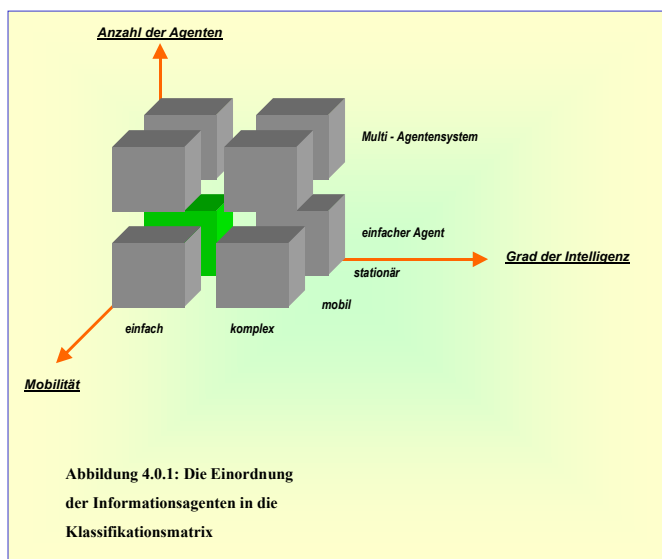 Anzahl der Agenten
Multi - Agentensystem
einfacher Agent
Grad der Intelligenz
stationär
mobil
einfach
komplex
Mobilität
Abbildung 4.0.1: Die Einordnung
der Informationsagenten in die
Klassifikationsmatrix